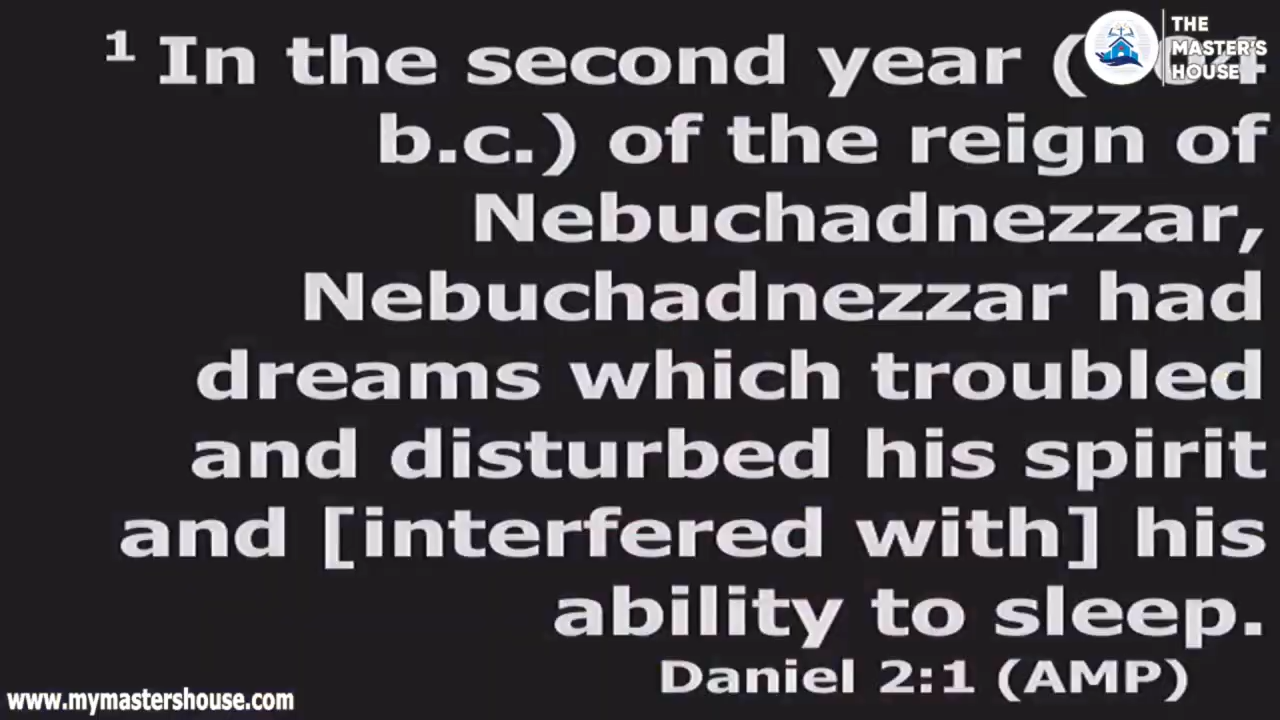 ¹ In the second year (
b.c.) of the reign of
Nebuchadnezzar,
Nebuchadnezzar had
dreams which troubled
and disturbed his spirit
and [interfered with] his
ability to sleep.
Daniel 2:1 (AMP)
THE
MASTER'S
HOUSE
www.mymastershouse.com